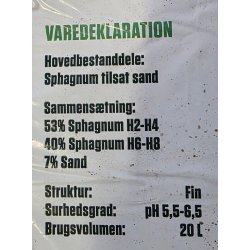 VAREDEKLARATION
Hovedbestanddele:
Sphagnum tilsat sand
Sammensætning:
53% Sphagnum H2-H4
40% Sphagnum H6-H8
7% Sand
Struktur: Fin
Surhedsgrad: pH 5,5-6,5
Brugsvolumen: 20 L